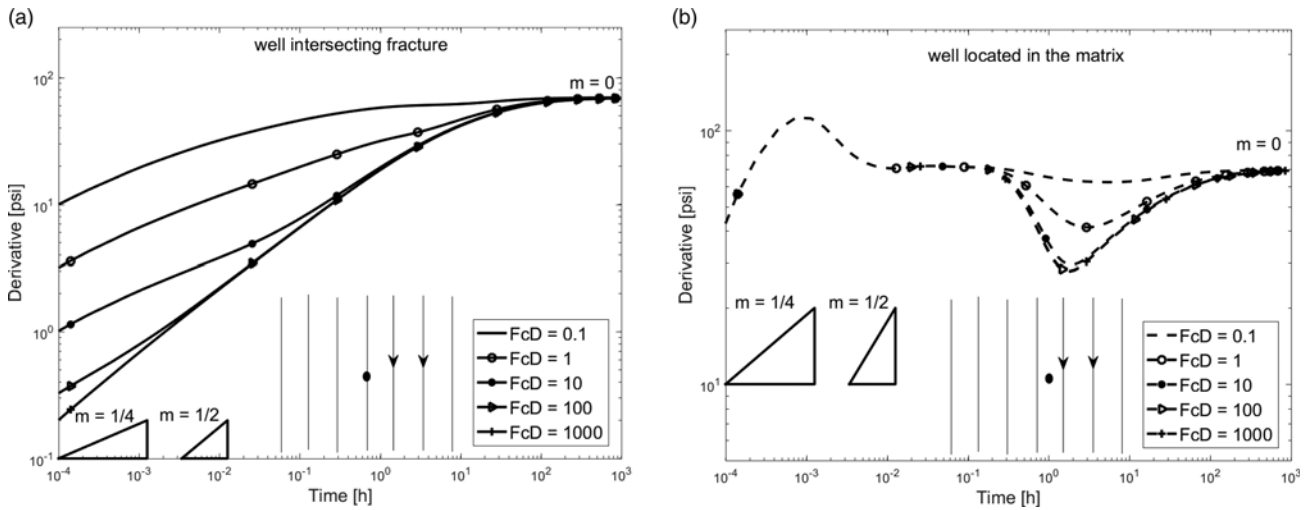 (a)
well intersecting fracture
m = 0
Derivative [psi]
10^2
10^1
10^0
10^-1
m = 1/4
m = 1/2
FcD = 0.1
FcD = 1
FcD = 10
FcD = 100
FcD = 1000
10^-4
10^-3
10^-2
10^-1
10^0
10^1
10^2
10^3
Time [h]
(b)
well located in the matrix
m = 0
Derivative [psi]
10^2
10^1
m = 1/4
m = 1/2
FcD = 0.1
FcD = 1
FcD = 10
FcD = 100
FcD = 1000
10^-4
10^-3
10^-2
10^-1
10^0
10^1
10^2
10^3
Time [h]